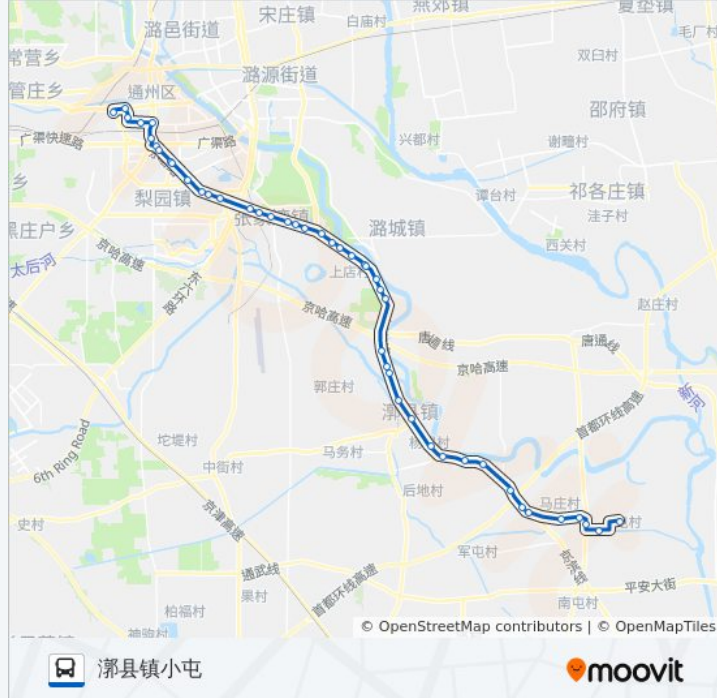 宋庄镇
燕郊镇
夏垫镇
潞邑街道
白庙村
毛厂村
常营乡
双臼村
潞源街道
管庄乡
通州区
邵府镇
广渠快速路
广渠路
兴都村
谢疃村
梨园镇
谭台村
祁各庄镇
潞城镇
洼子村
黑庄户乡
西关村
京哈高速
太后河
东六环路
上店村
赵庄村
京哈高速
唐通线
唐通线
京哈高速
新河
郭庄村
漷县镇
首都环线高速
6th Ring Road
坨堤村
马务村
中街村
后地村
马庄村
京津高速
史村
军屯村
通武线
首都环线高速
平安大街
果村
柏福村
南屯村
神驹村
© OpenStreetMap contributors | © OpenMapTiles
漷县镇小屯
moovit